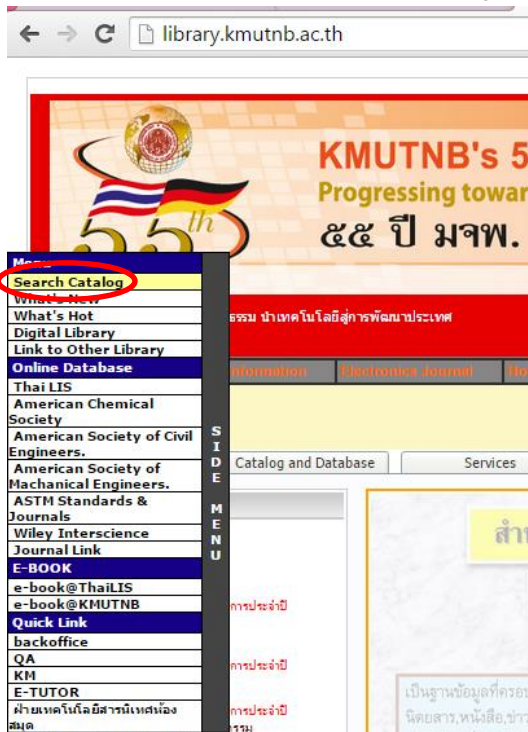 library.kmutnb.ac.th
KMUTNB's 5
Progressing towar
55th
๕๕ ปี มจพ.
Menu
Search Catalog
What's New
What's Hot
Digital Library
Link to Other Library
Online Database
Thai LIS
American Chemical
Society
American Society of Civil
Engineers.
American Society of
Machanical Engineers.
ASTM Standards &
Journals
Wiley Interscience
Journal Link
E-BOOK
e-book@ThaiLIS
e-book@KMUTNB
Quick Link
backoffice
QA
KM
E-TUTOR
ฝ่ายเทคโนโลยีสารนิเทศห้อง
สมุด
SIDE MENU
ธรรม นำเทคโนโลยีสู่การพัฒนาประเทศ
Information Electronics Journal
Catalog and Database Services
การประจำปี
การประจำปี
การประจำปี
รรม
เป็นฐานข้อมูลที่ครอบ
นิตยสาร,หนังสือ,ข่าว